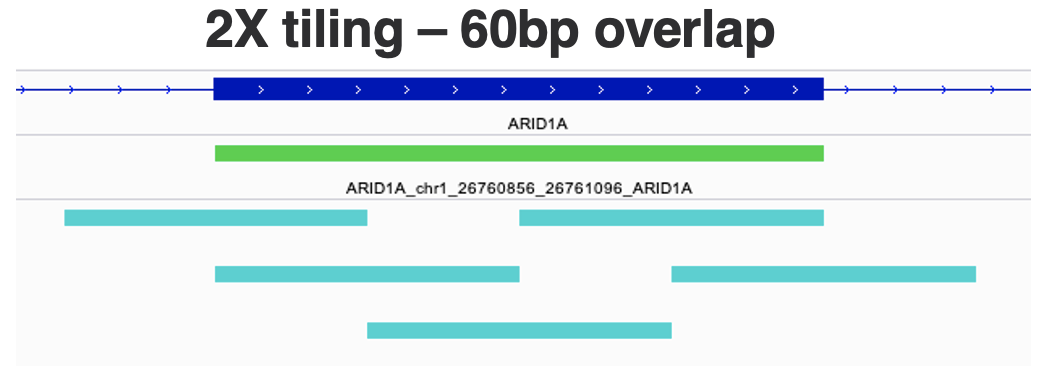 2X tiling – 60bp overlap
ARID1A
ARID1A_chr1_26760856_26761096_ARID1A